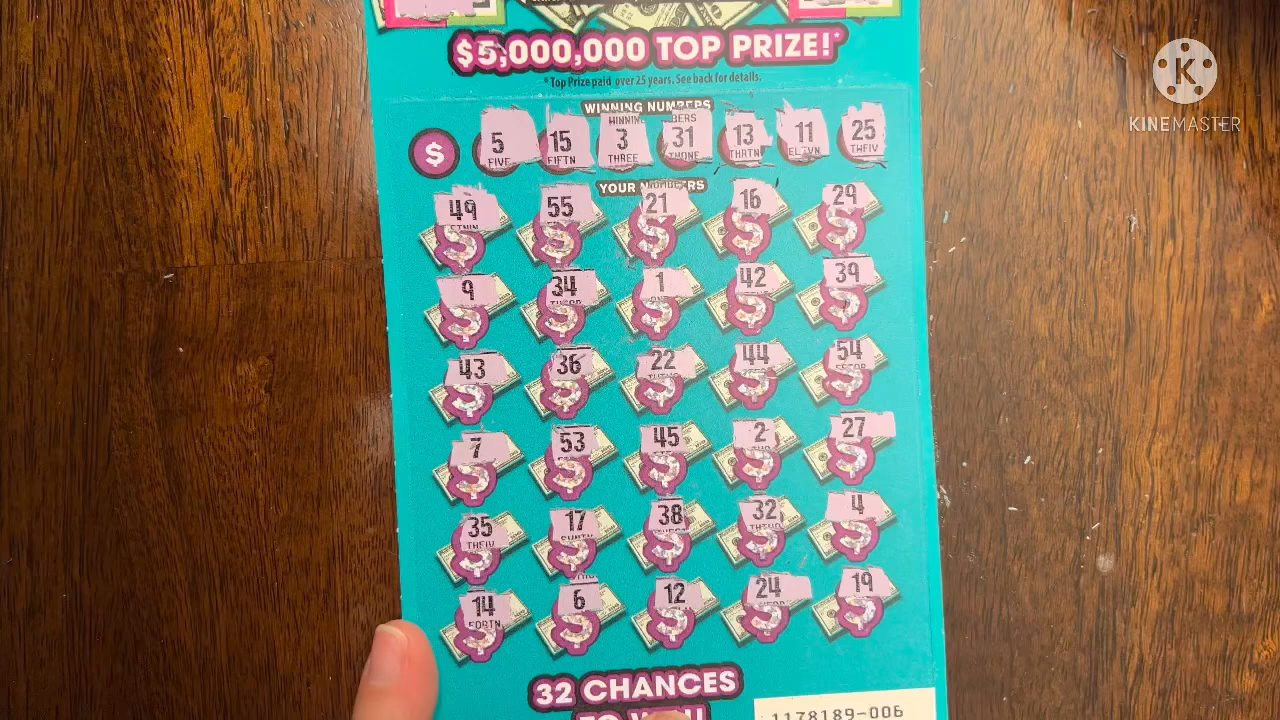 $5,000,000 TOP PRIZE!*
*Top Prize paid over 25 years. See back for details.
KINEMASTER
WINNING NUMBERS
$ 5 15 3 31 13 11 25
FIVE FIFTN THREE THONE THRTN ELEVN THFIV
YOUR NUMBERS
49 55 21 16 29
9 34 1 42 39
43 36 22 44 54
7 53 45 2 27
35 17 38 32 4
THFIV
14 6 12 24 19
FORTN
32 CHANCES
1178189-006